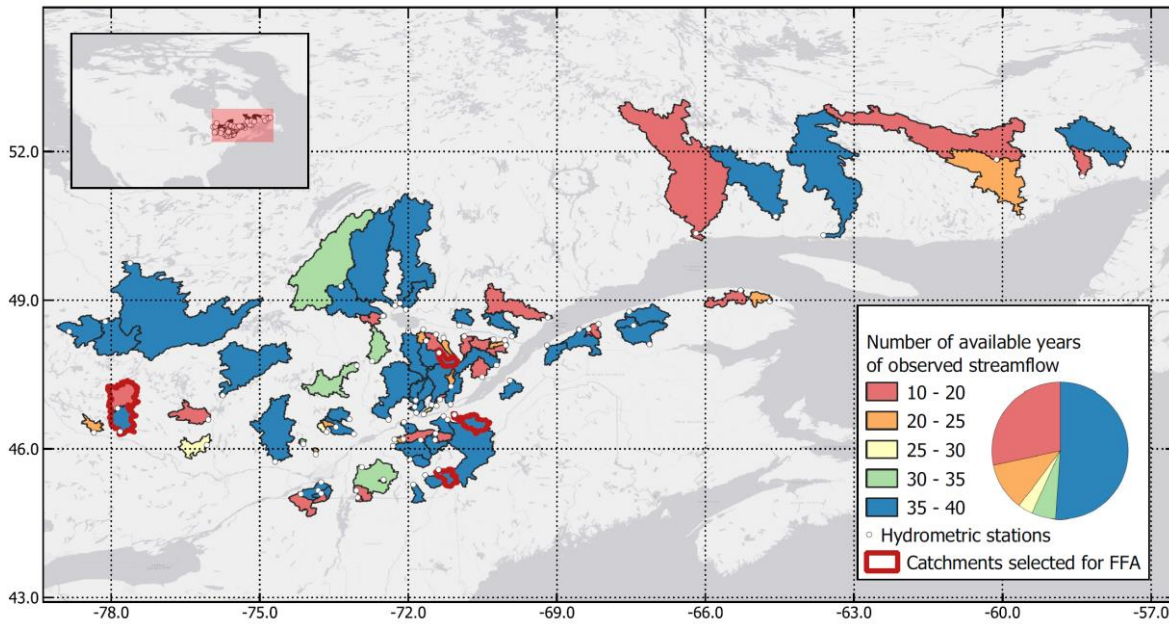 52.0
49.0
46.0
43.0
-78.0
-75.0
-72.0
-69.0
-66.0
-63.0
-60.0
-57.0
Number of available years
of observed streamflow
10 - 20
20 - 25
25 - 30
30 - 35
35 - 40
Hydrometric stations
Catchments selected for FFA